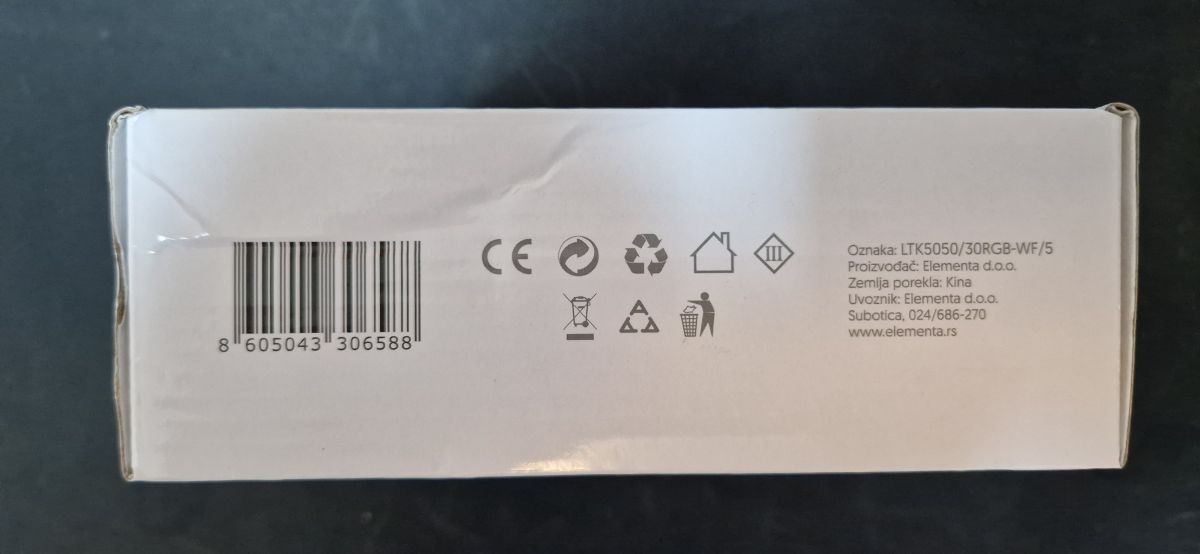 8 605043 306588
CE
III
Oznaka: LTK5050/30RGB-WF/5
Proizvođač: Elementa d.o.o.
Zemlja porekla: Kina
Uvoznik: Elementa d.o.o.
Subotica, 024/686-270
www.elementa.rs